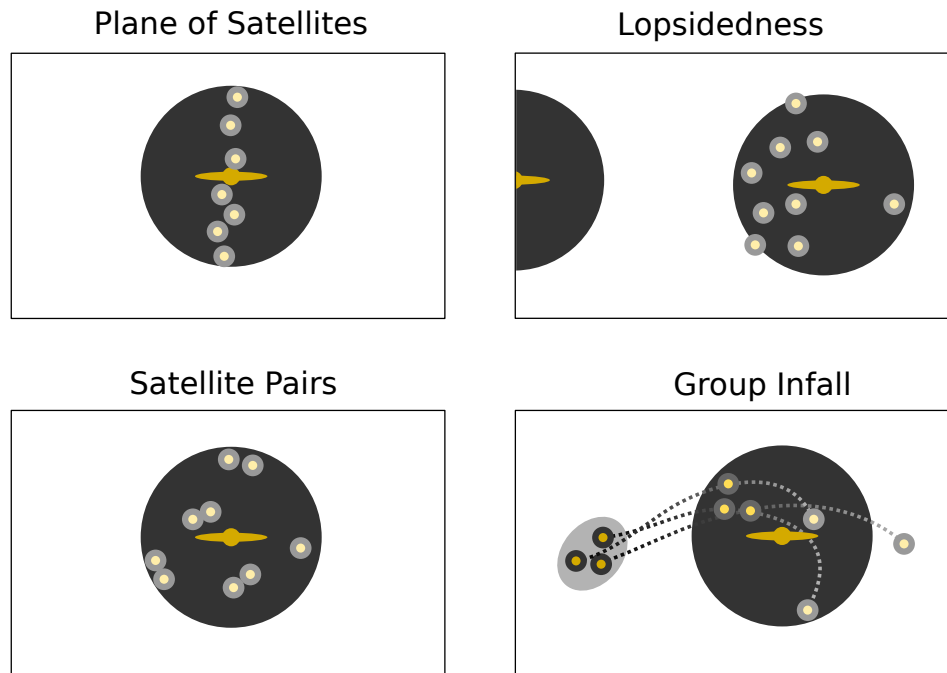 Plane of Satellites
Lopsidedness
Satellite Pairs
Group Infall